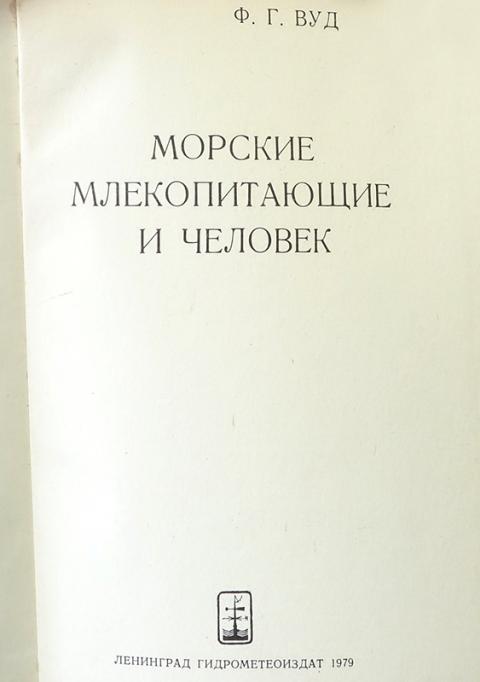 Ф. Г. ВУД
МОРСКИЕ
МЛЕКОПИТАЮЩИЕ
И ЧЕЛОВЕК
ЛЕНИНГРАД ГИДРОМЕТЕОИЗДАТ 1979